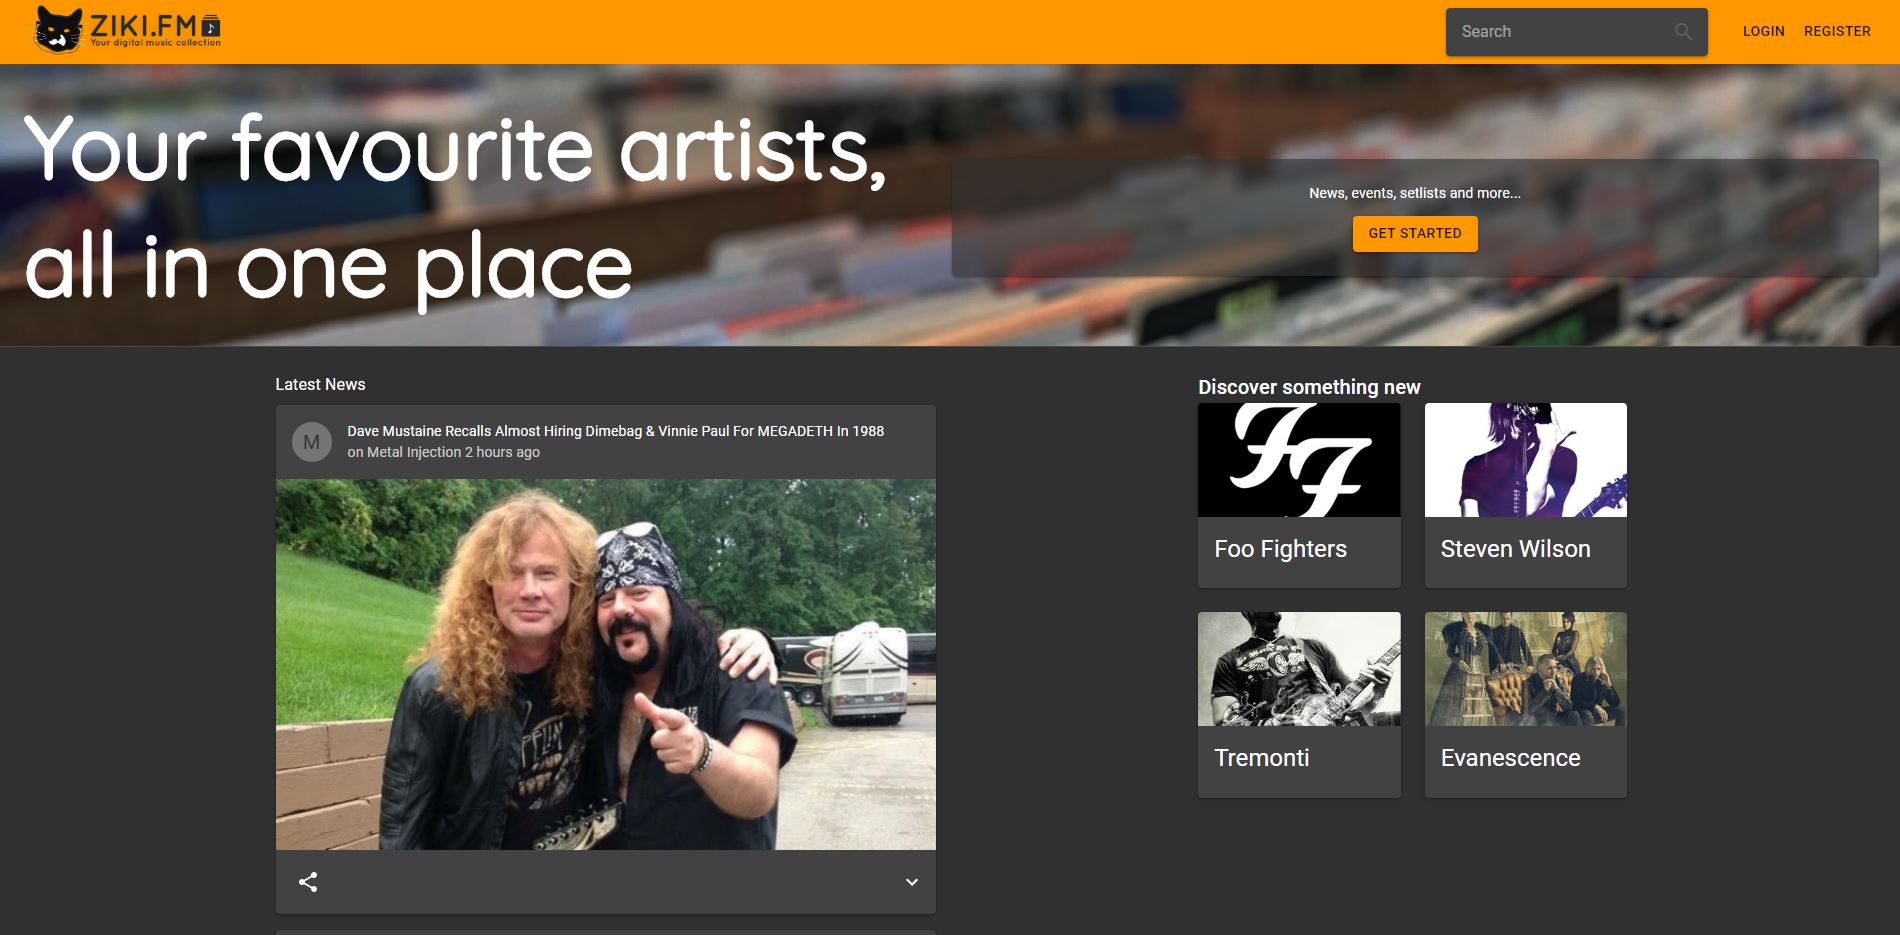 ZIKI.FM
Your digital music collection
Search
LOGIN
REGISTER
Your favourite artists,
all in one place
News, events, setlists and more...
GET STARTED
Latest News
M
Dave Mustaine Recalls Almost Hiring Dimebag & Vinnie Paul For MEGADETH In 1988
on Metal Injection 2 hours ago
Discover something new
FF
Foo Fighters
Steven Wilson
Tremonti
Evanescence